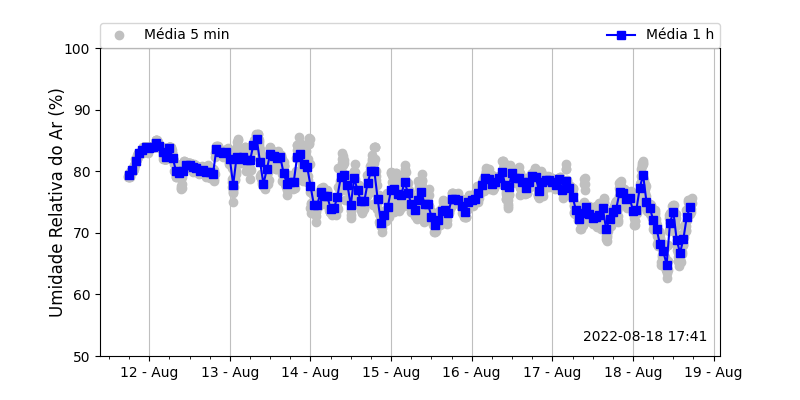 Média 5 min
Média 1 h
Umidade Relativa do Ar (%)
100
90
80
70
60
50
2022-08-18 17:41
12 - Aug
13 - Aug
14 - Aug
15 - Aug
16 - Aug
17 - Aug
18 - Aug
19 - Aug